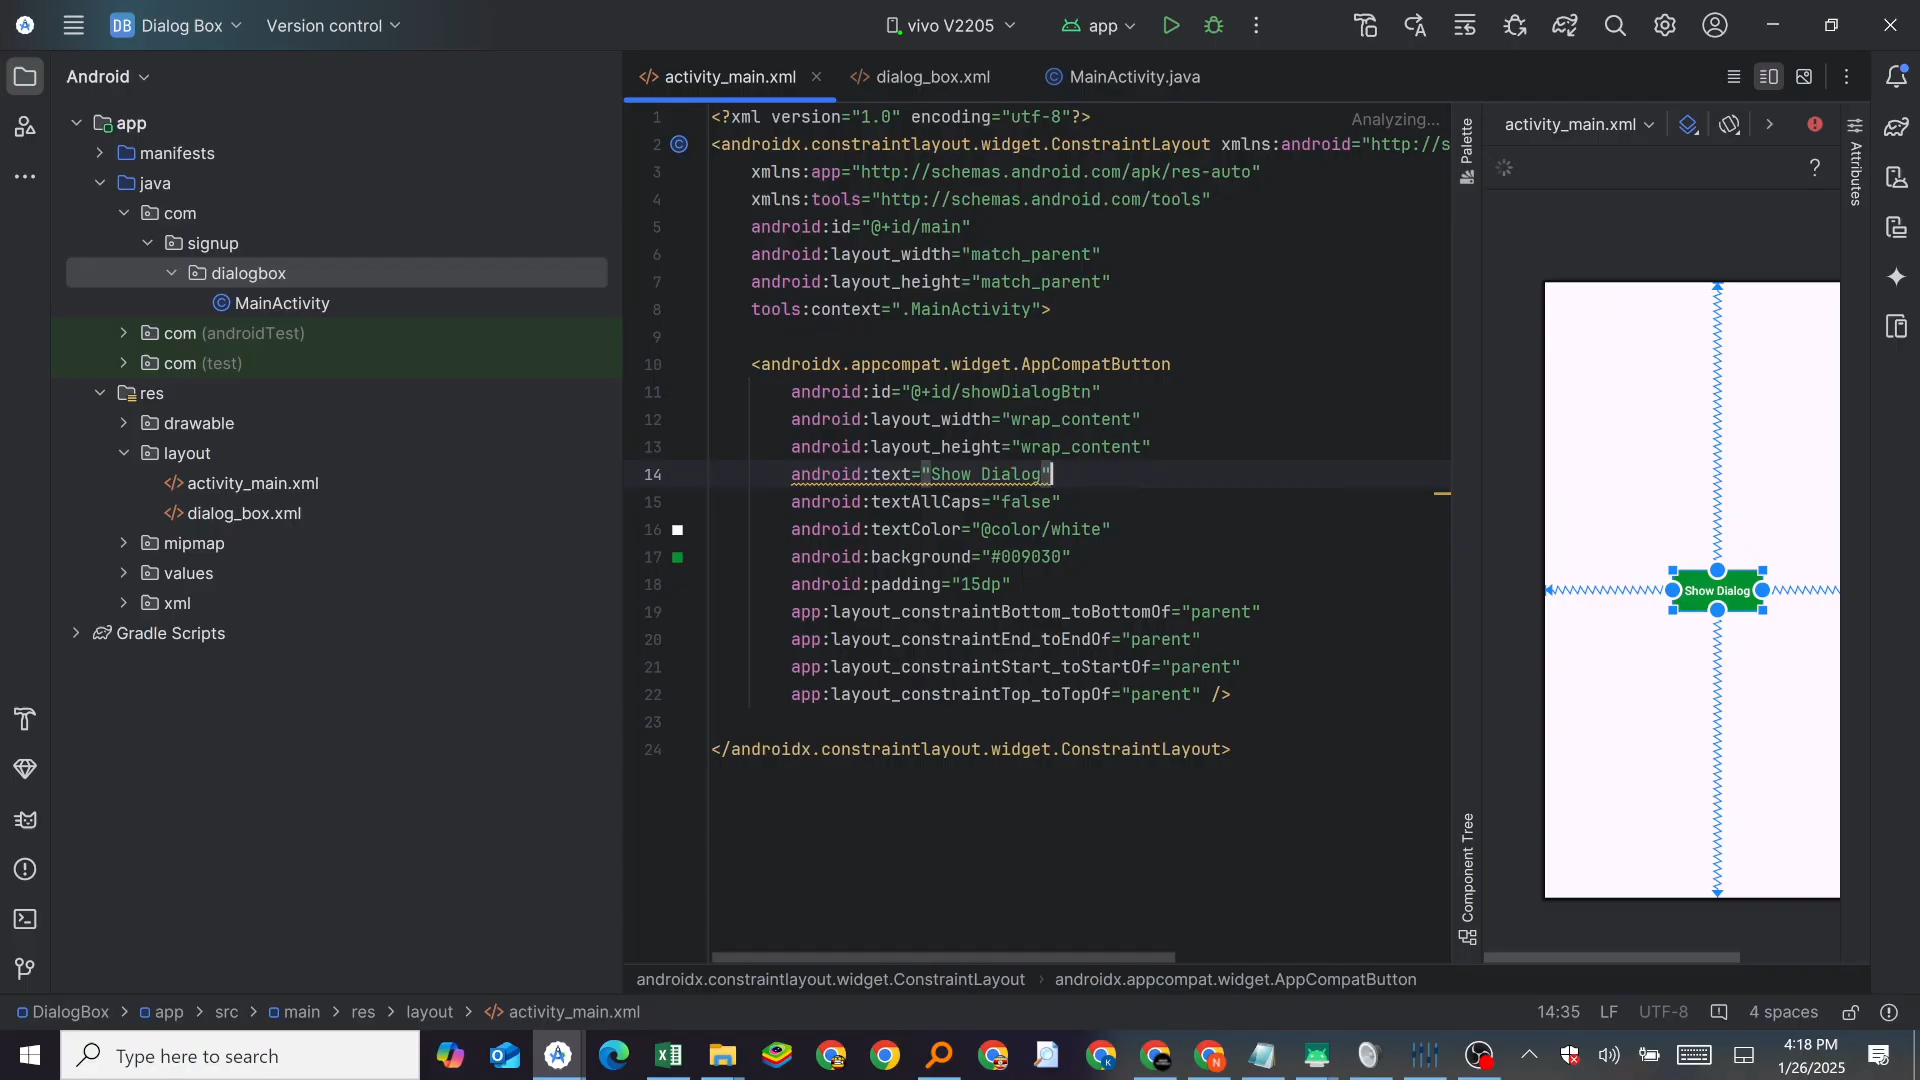 DB Dialog Box
Version control
vivo V2205
app
Android
activity_main.xml
dialog_box.xml
MainActivity.java
app
manifests
java
com
signup
dialogbox
MainActivity
com (androidTest)
com (test)
res
drawable
layout
activity_main.xml
dialog_box.xml
mipmap
values
xml
Gradle Scripts
Analyzing...
1 <?xml version="1.0" encoding="utf-8"?>
2 <androidx.constraintlayout.widget.ConstraintLayout xmlns:android="http://s
3 xmlns:app="http://schemas.android.com/apk/res-auto"
4 xmlns:tools="http://schemas.android.com/tools"
5 android:id="@+id/main"
6 android:layout_width="match_parent"
7 android:layout_height="match_parent"
8 tools:context=".MainActivity">
9
10 <androidx.appcompat.widget.AppCompatButton
11 android:id="@+id/showDialogBtn"
12 android:layout_width="wrap_content"
13 android:layout_height="wrap_content"
14 android:text="Show Dialog"
15 android:textAllCaps="false"
16 android:textColor="@color/white"
17 android:background="#009030"
18 android:padding="15dp"
19 app:layout_constraintBottom_toBottomOf="parent"
20 app:layout_constraintEnd_toEndOf="parent"
21 app:layout_constraintStart_toStartOf="parent"
22 app:layout_constraintTop_toTopOf="parent" />
23
24 </androidx.constraintlayout.widget.ConstraintLayout>
Palette
Component Tree
activity_main.xml
?
Attributes
Show Dialog
androidx.constraintlayout.widget.ConstraintLayout > androidx.appcompat.widget.AppCompatButton
DialogBox > app > src > main > res > layout > activity_main.xml
14:35 LF UTF-8 4 spaces
Type here to search
4:18 PM
1/26/2025